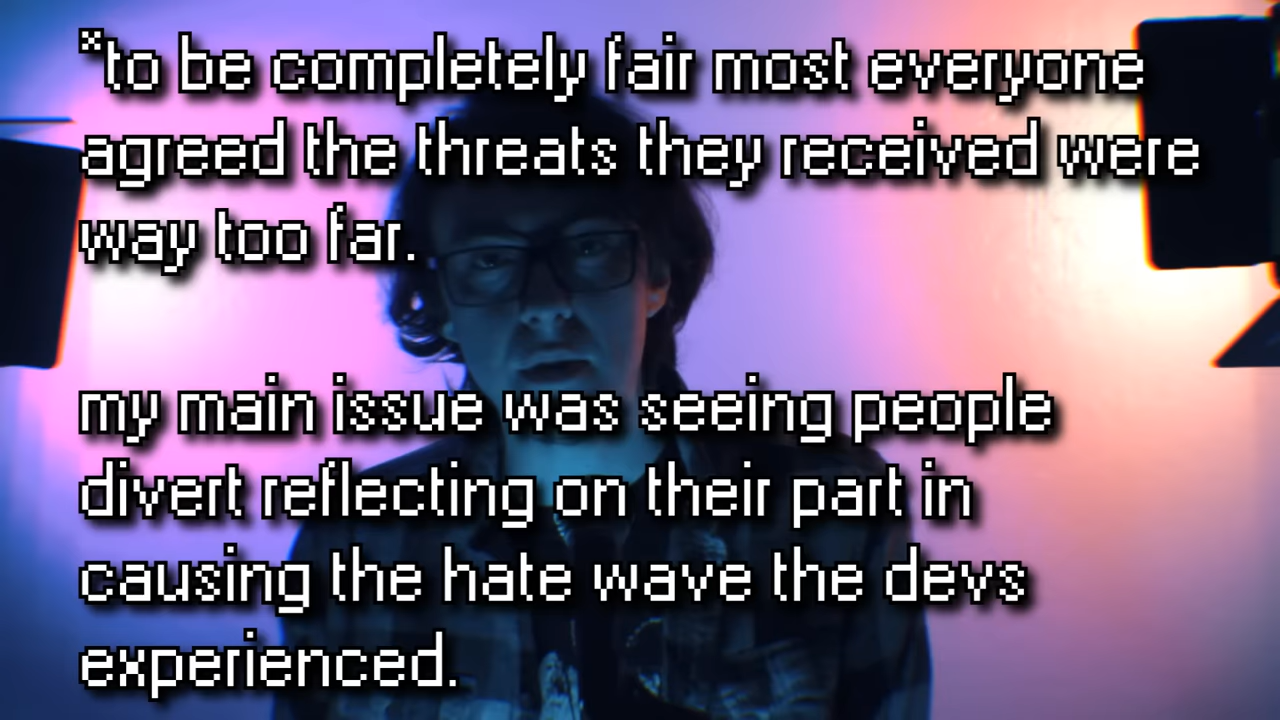 *to be completely fair most everyone
agreed the threats they received were
way too far.
my main issue was seeing people
divert reflecting on their part in
causing the hate wave the devs
experienced.